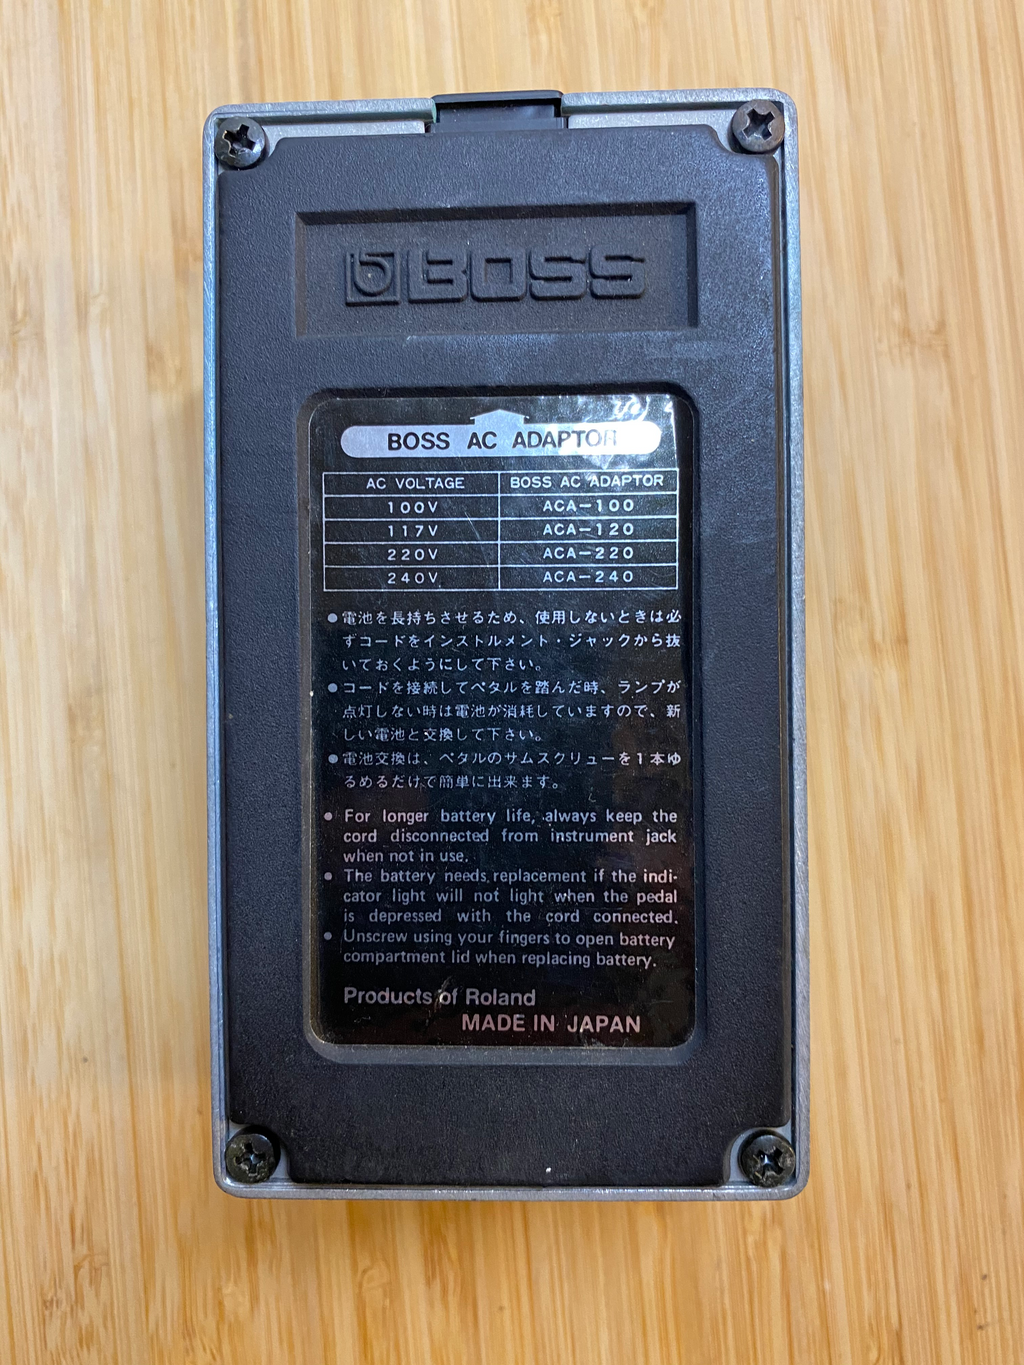 BOSS
BOSS AC ADAPTOR
AC VOLTAGE BOSS AC ADAPTOR
100V ACA-100
117V ACA-120
220V ACA-220
240V ACA-240
●電池を長持ちさせるため、使用しないときは必
ずコードをインストルメント・ジャックから抜
いておくようにして下さい。
●コードを接続してペタルを踏んだ時、ランプが
点灯しない時は電池が消耗していますので、新
しい電池と交換して下さい。
●電池交換は、ペタルのサムスクリューを1本ゆ
るめるだけで簡単に出来ます。
● For longer battery life, always keep the
cord disconnected from instrument jack
when not in use.
● The battery needs replacement if the indi-
cator light will not light when the pedal
is depressed with the cord connected.
● Unscrew using your fingers to open battery
compartment lid when replacing battery.
Products of Roland
MADE IN JAPAN